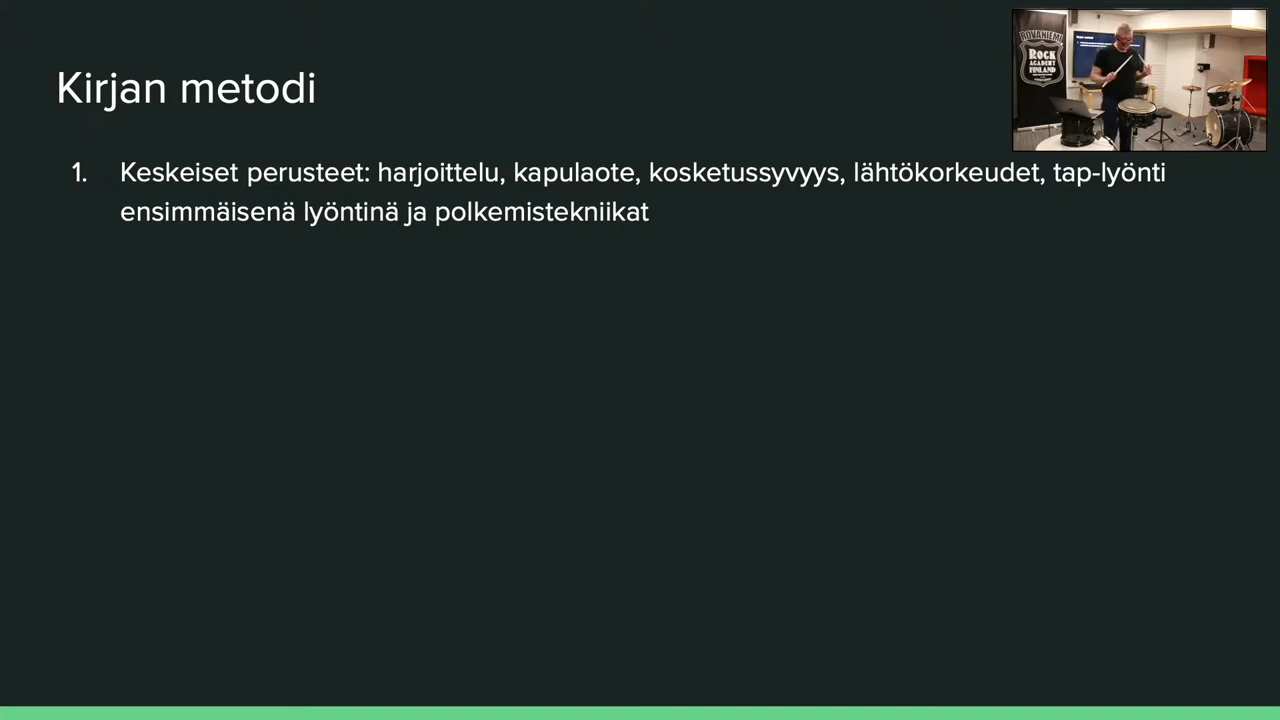 Kirjan metodi
1. Keskeiset perusteet: harjoittelu, kapulaote, kosketussyvyys, lähtökorkeudet, tap-lyönti
ensimmäisenä lyöntinä ja polkemistekniikat
ROVANIEMI
ROCK
ACADEMY
FINLAND